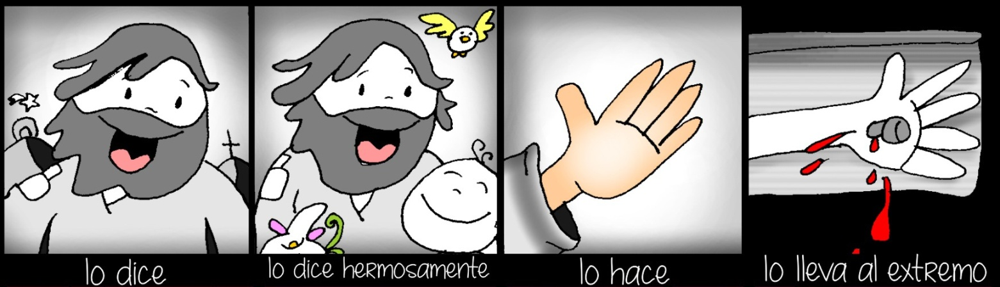 lo dice
lo dice hermosamente
lo hace
lo lleva al extremo